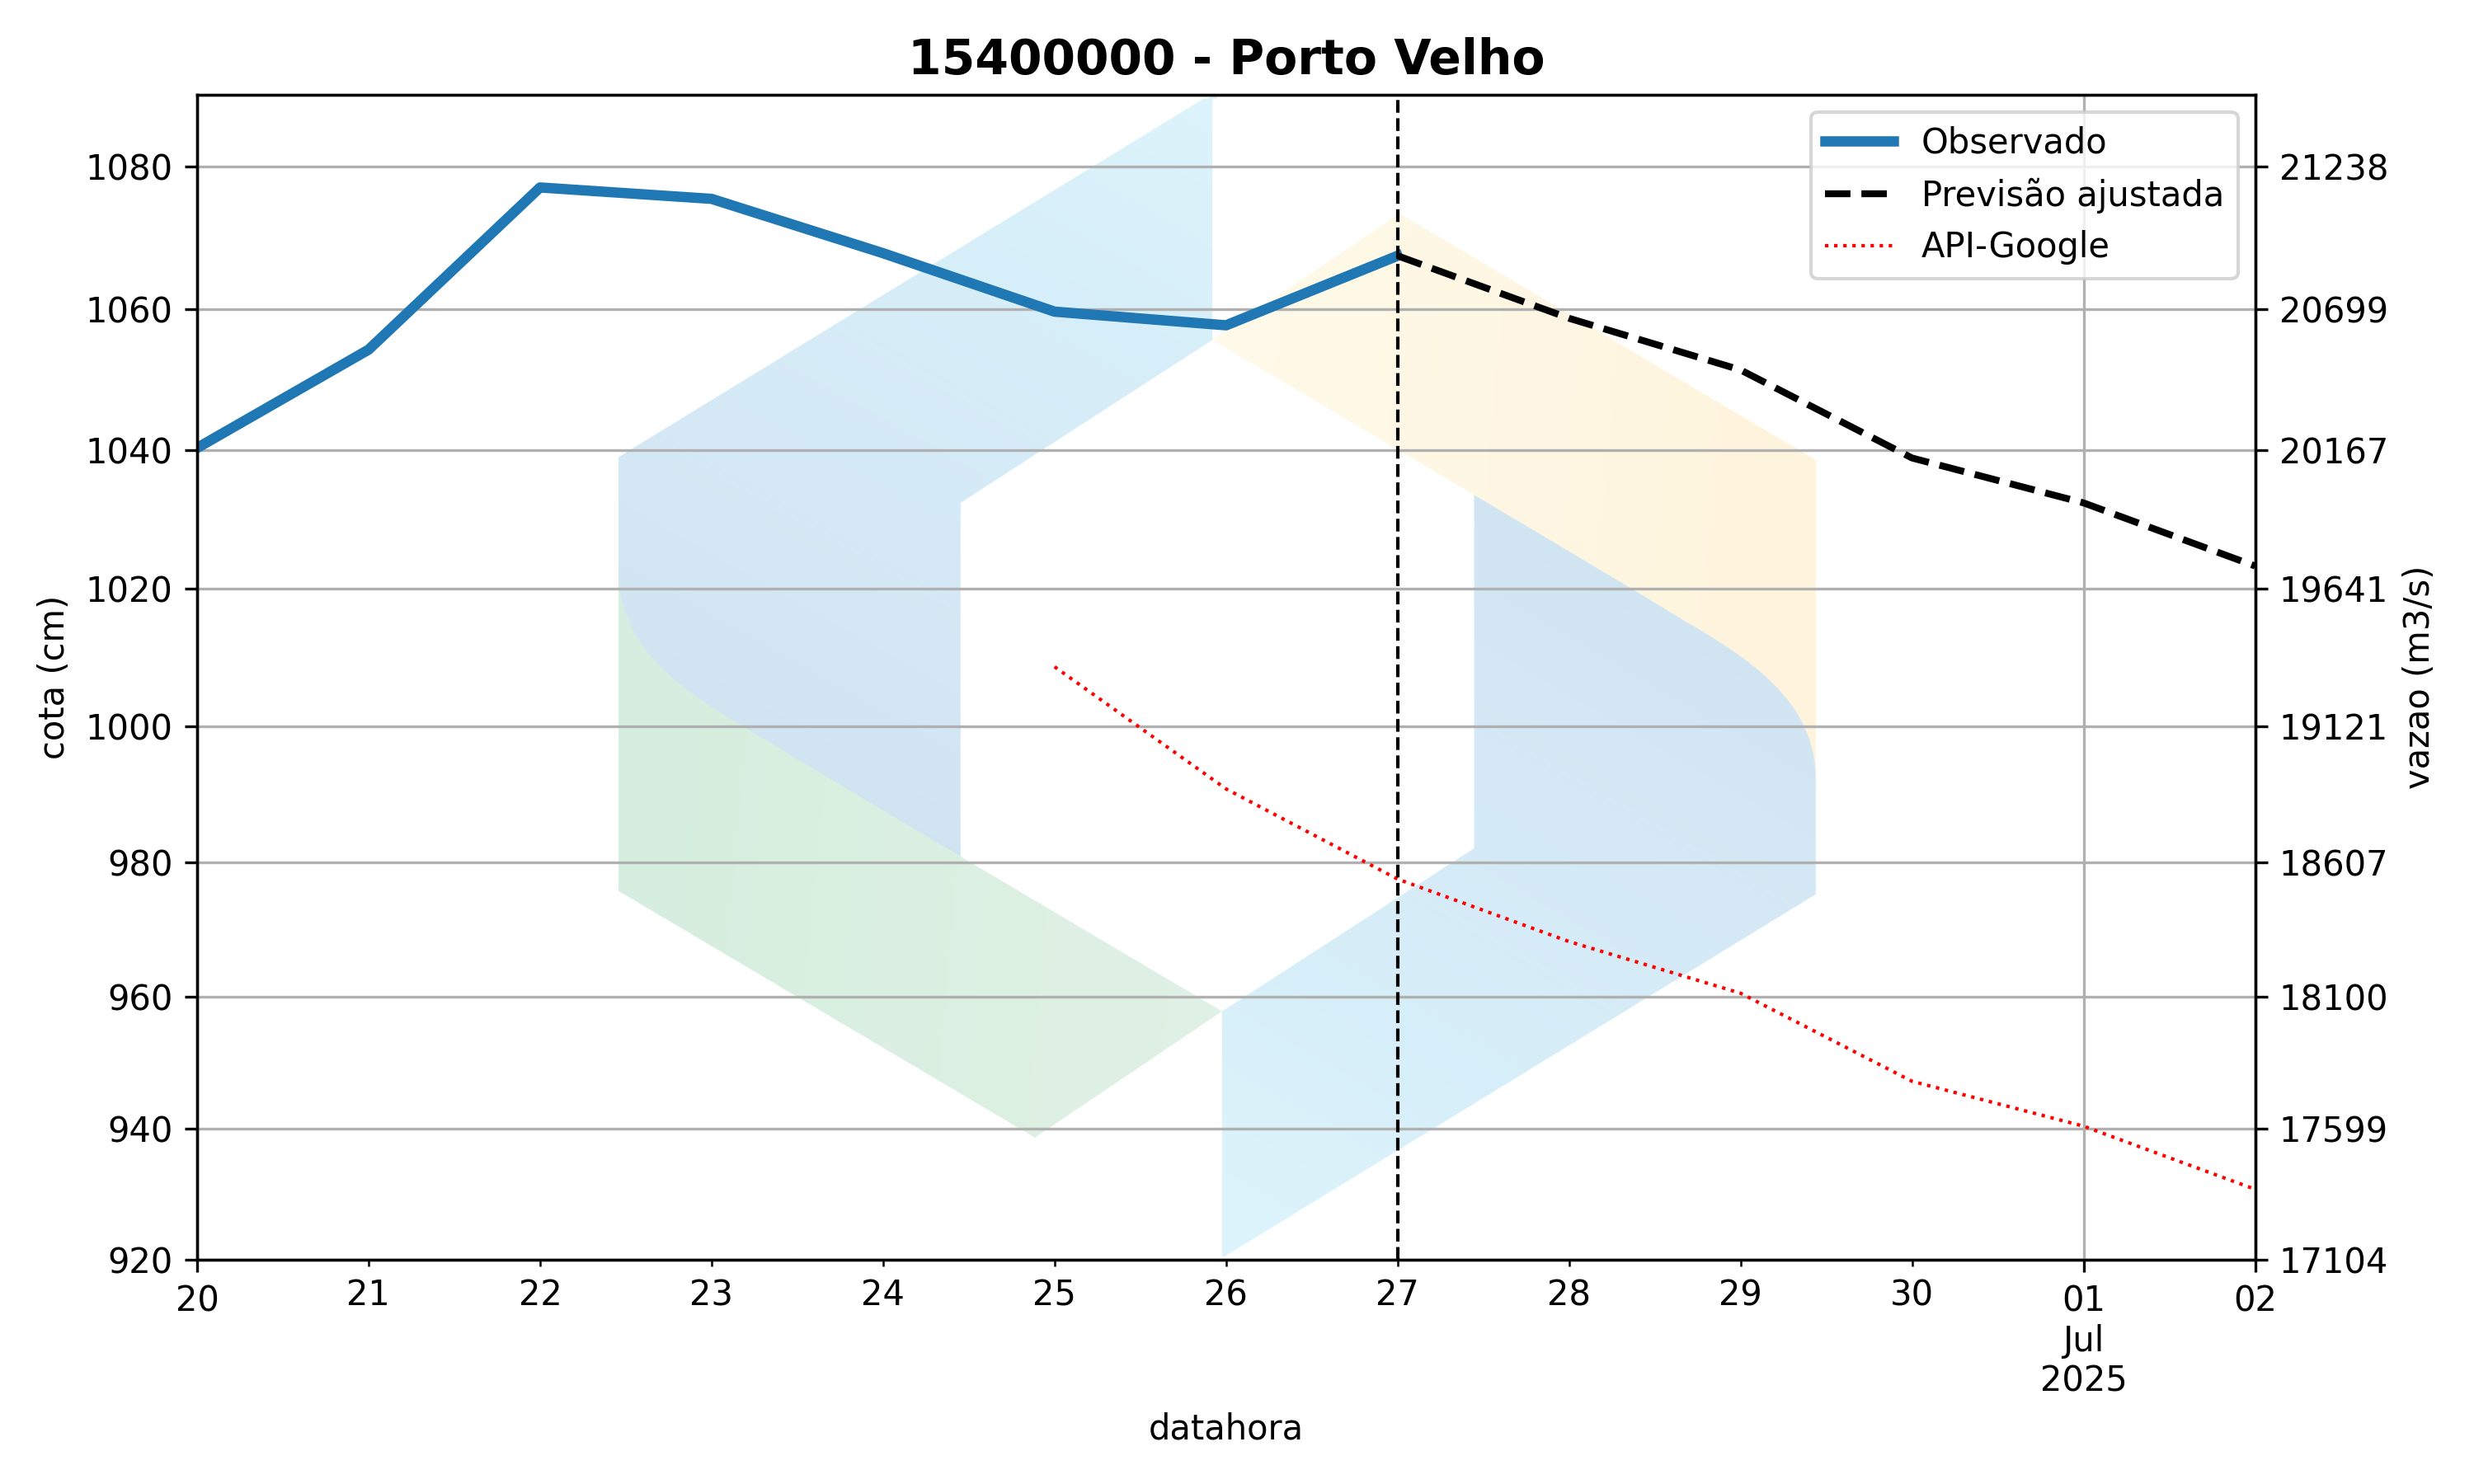 15400000 - Porto Velho
Observado
Previsão ajustada
API-Google
1080
1060
1040
1020
1000
980
960
940
920
cota (cm)
21238
20699
20167
19641
19121
18607
18100
17599
17104
vazao (m3/s)
20 21 22 23 24 25 26 27 28 29 30 01 02
Jul
2025
datahora